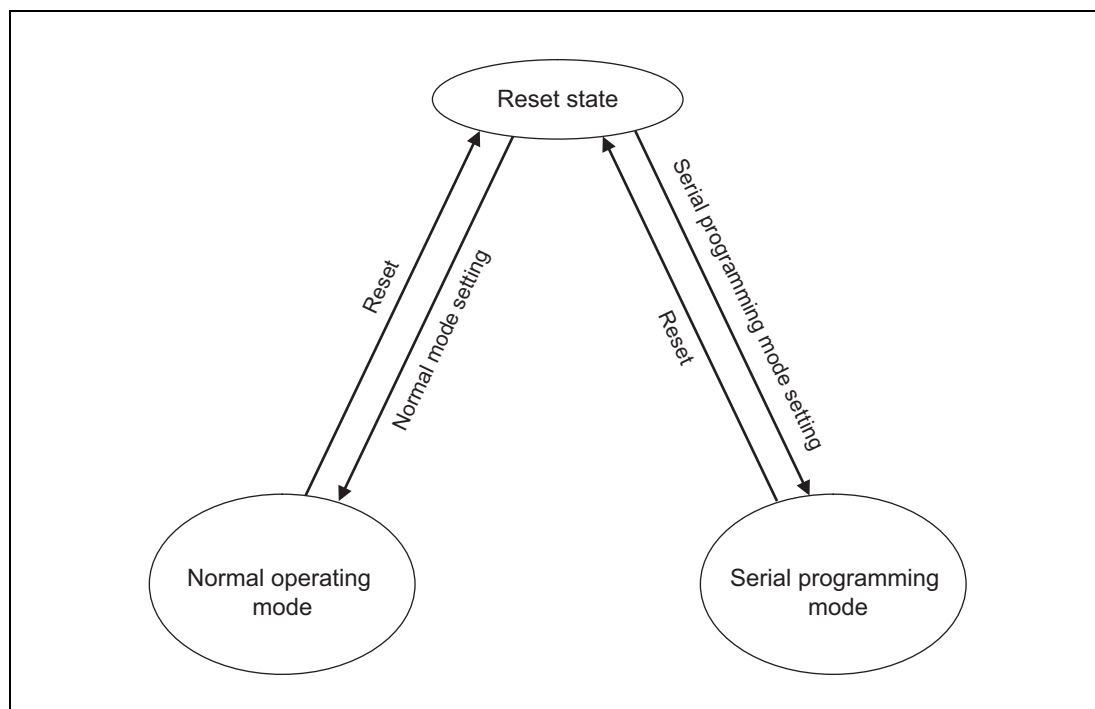 Reset state
Reset
Normal mode setting
Reset
Serial programming mode setting
Normal operating
mode
Serial programming
mode